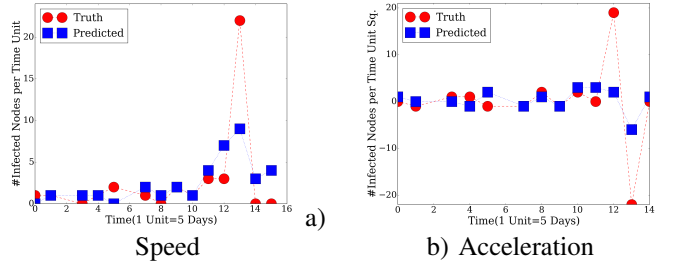 #Infected Nodes per Time Unit
20
15
10
5
0
Truth
Predicted
0 2 4 6 8 10 12 14 16
Time(1 Unit=5 Days)
a)
Speed
#Infected Nodes per Time Unit Sq.
20
10
0
−10
−20
Truth
Predicted
0 2 4 6 8 10 12 14
Time(1 Unit=5 Days)
b) Acceleration